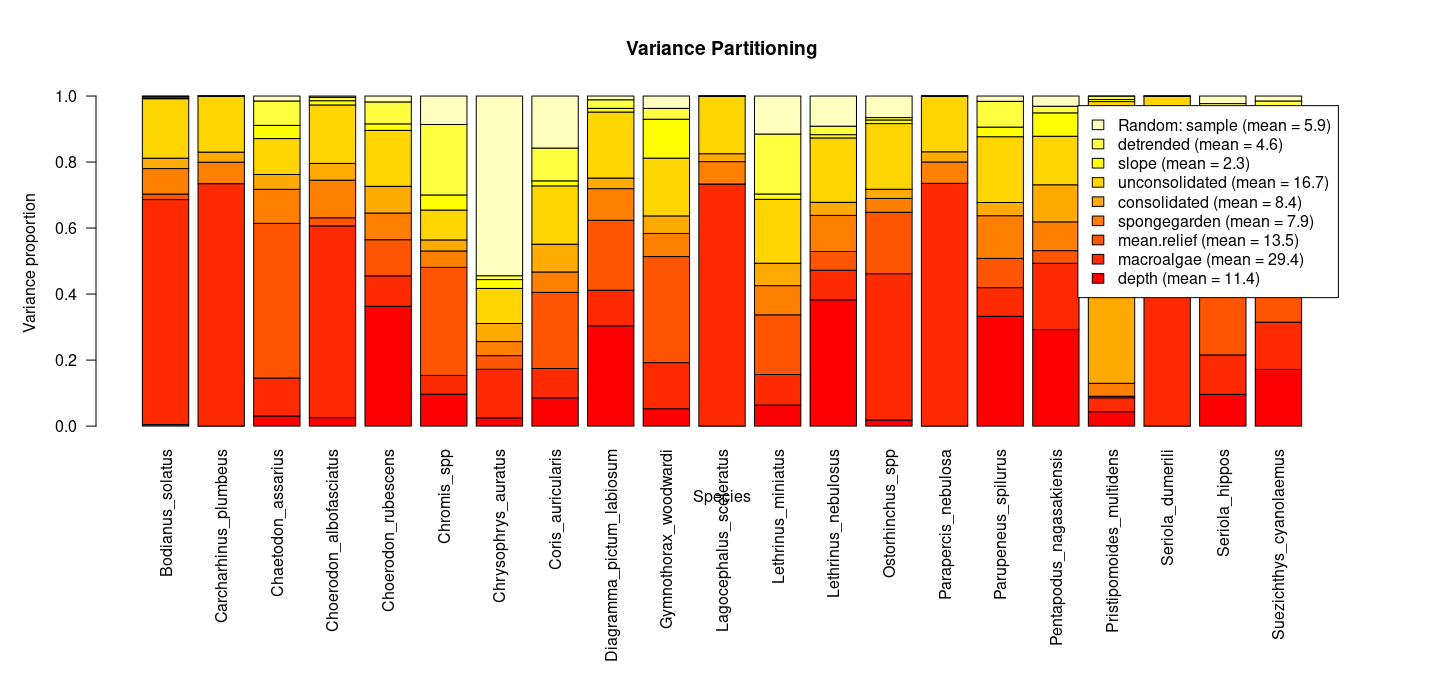 Variance Partitioning
Variance proportion
1.0
0.8
0.6
0.4
0.2
0.0
Random: sample (mean = 5.9)
detrended (mean = 4.6)
slope (mean = 2.3)
unconsolidated (mean = 16.7)
consolidated (mean = 8.4)
spongegarden (mean = 7.9)
mean.relief (mean = 13.5)
macroalgae (mean = 29.4)
depth (mean = 11.4)
Bodianus_solatus
Carcharhinus_plumbeus
Chaetodon_assarius
Choerodon_albofasciatus
Choerodon_rubescens
Chromis_spp
Chrysophrys_auratus
Coris_auricularis
Diagramma_pictum_labiosum
Gymnothorax_woodwardi
Lagocephalus_sceleratus
Lethrinus_miniatus
Lethrinus_nebulosus
Ostorhinchus_spp
Parapercis_nebulosa
Parupeneus_spilurus
Pentapodus_nagasakiensis
Pristipomoides_multidens
Seriola_dumerili
Seriola_hippos
Suezichthys_cyanolaemus
Species